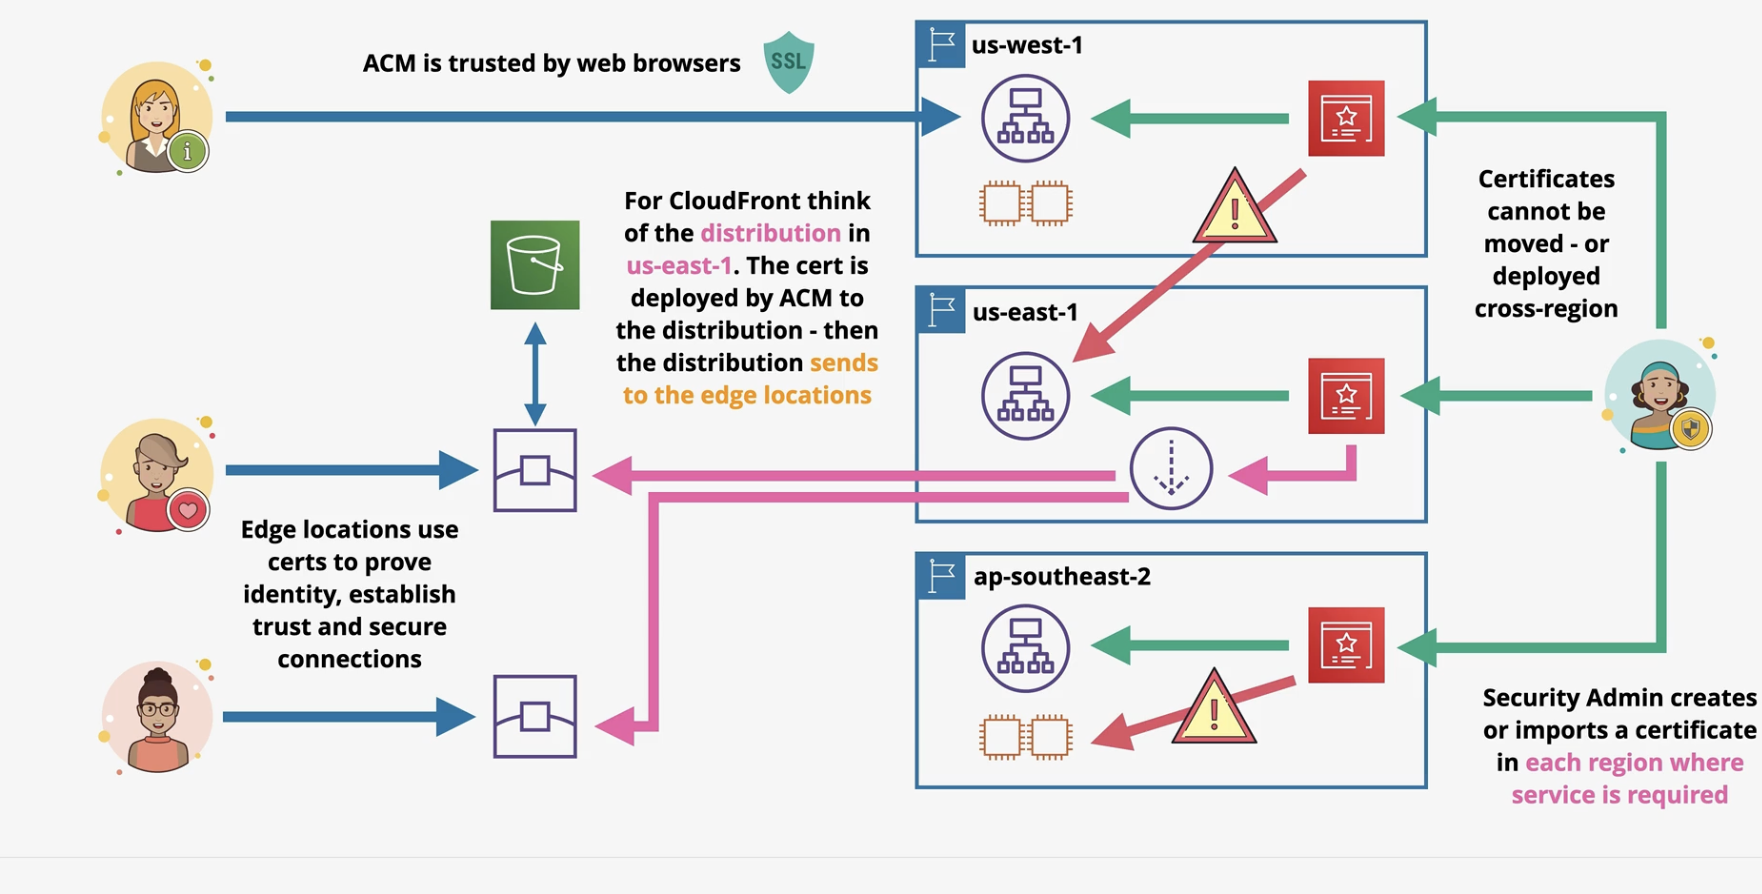 ACM is trusted by web browsers
SSL
us-west-1
i
For CloudFront think
of the distribution in
us-east-1. The cert is
deployed by ACM to
the distribution - then
the distribution sends
to the edge locations
Certificates
cannot be
moved - or
deployed
cross-region
us-east-1
Edge locations use
certs to prove
identity, establish
trust and secure
connections
ap-southeast-2
Security Admin creates
or imports a certificate
in each region where
service is required